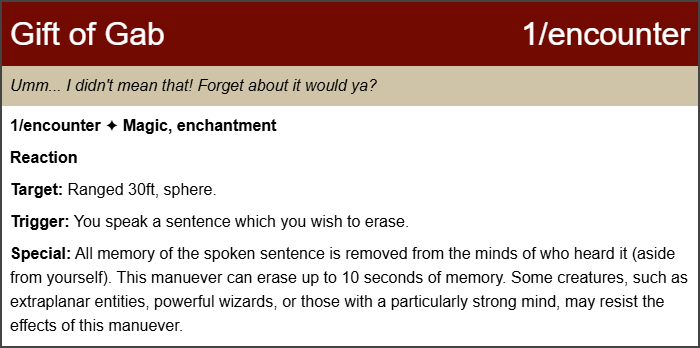 Gift of Gab 1/encounter
Umm... I didn't mean that! Forget about it would ya?
1/encounter ✦ Magic, enchantment
Reaction
Target: Ranged 30ft, sphere.
Trigger: You speak a sentence which you wish to erase.
Special: All memory of the spoken sentence is removed from the minds of who heard it (aside
from yourself). This manuever can erase up to 10 seconds of memory. Some creatures, such as
extraplanar entities, powerful wizards, or those with a particularly strong mind, may resist the
effects of this manuever.